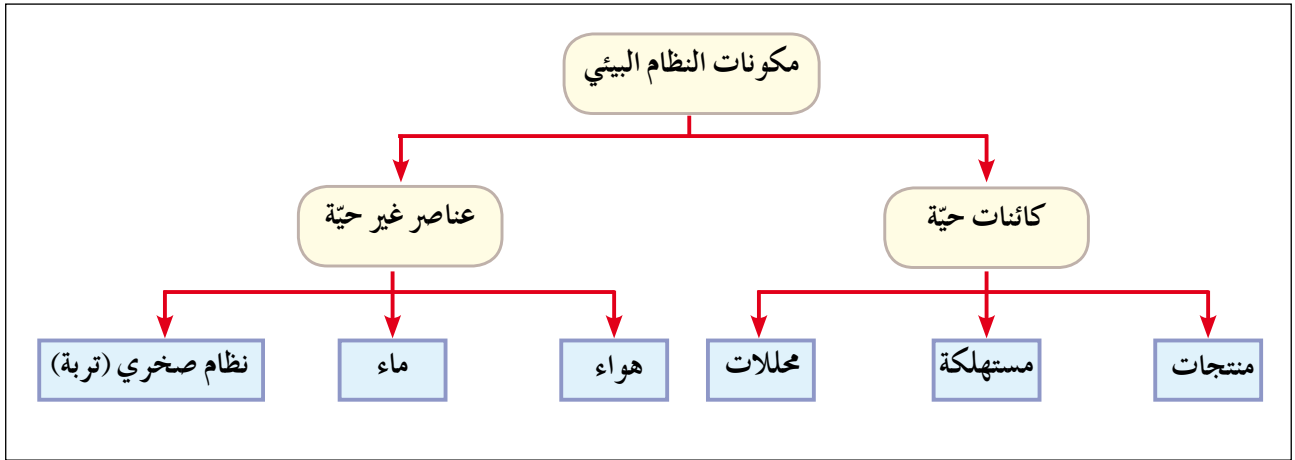 مكونات النظام البيئي
كائنات حيّة
عناصر غير حيّة
منتجات
مستهلكة
محللات
هواء
ماء
نظام صخري (تربة)